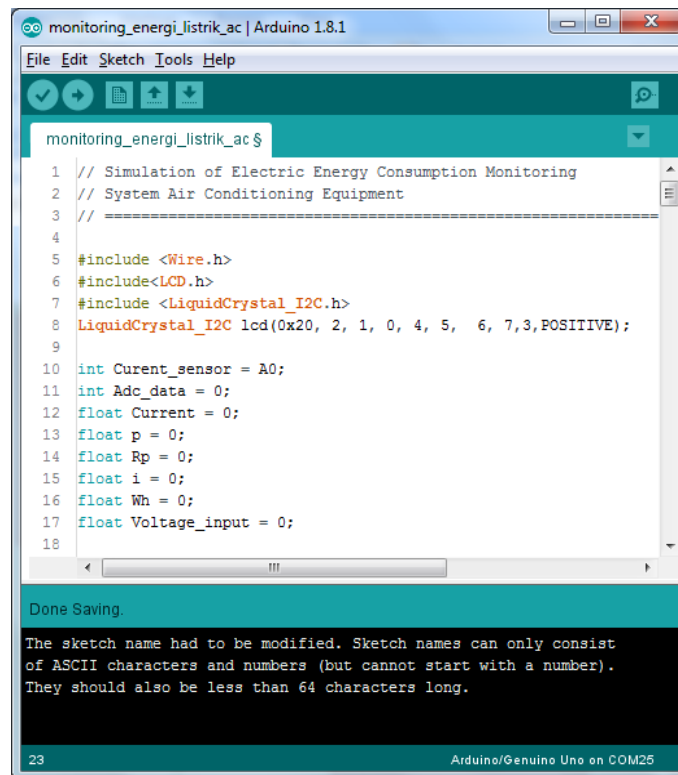 monitoring_energi_listrik_ac | Arduino 1.8.1
File Edit Sketch Tools Help
monitoring_energi_listrik_ac §
1 // Simulation of Electric Energy Consumption Monitoring
2 // System Air Conditioning Equipment
3 // =============================================================
4
5 #include <Wire.h>
6 #include<LCD.h>
7 #include <LiquidCrystal_I2C.h>
8 LiquidCrystal_I2C lcd(0x20, 2, 1, 0, 4, 5,  6, 7,3,POSITIVE);
9
10 int Curent_sensor = A0;
11 int Adc_data = 0;
12 float Current = 0;
13 float p = 0;
14 float Rp = 0;
15 float i = 0;
16 float Wh = 0;
17 float Voltage_input = 0;
18
Done Saving.
The sketch name had to be modified. Sketch names can only consist
of ASCII characters and numbers (but cannot start with a number).
They should also be less than 64 characters long.
23 Arduino/Genuino Uno on COM25